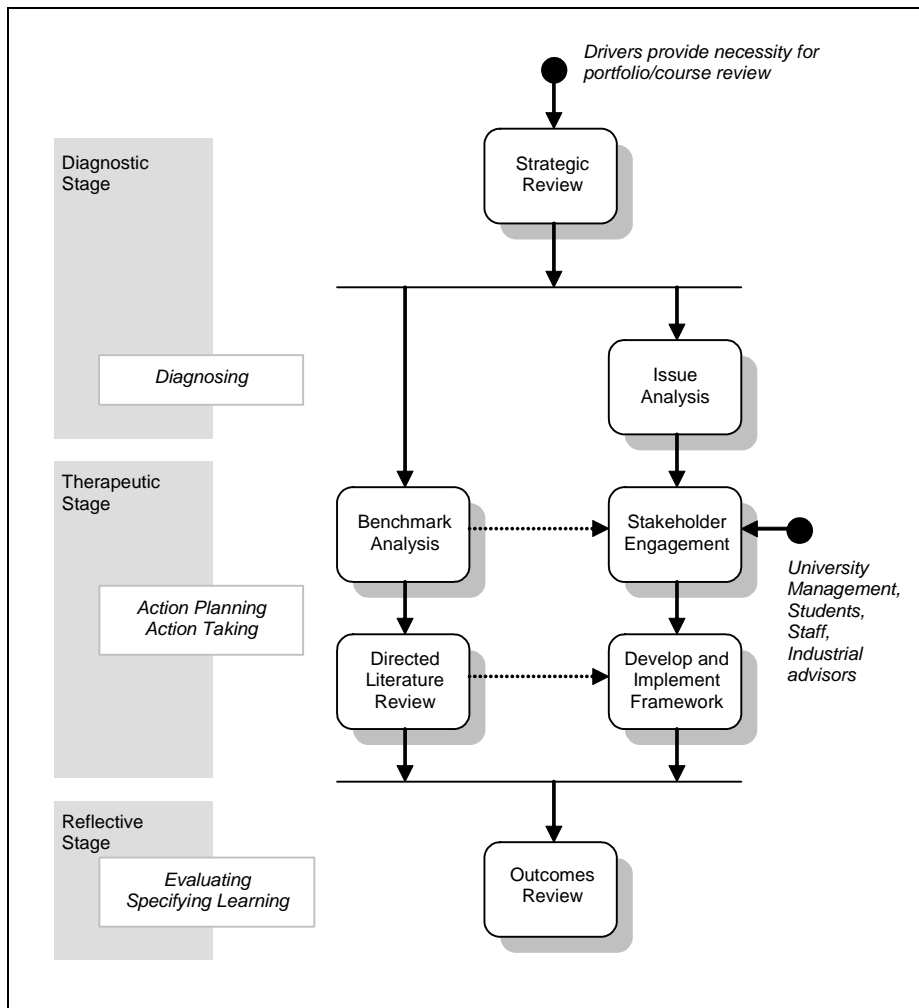 Drivers provide necessity for
portfolio/course review
Diagnostic
Stage
Strategic
Review
Diagnosing
Issue
Analysis
Therapeutic
Stage
Benchmark
Analysis
Stakeholder
Engagement
University
Management,
Students,
Staff,
Industrial
advisors
Action Planning
Action Taking
Directed
Literature
Review
Develop and
Implement
Framework
Reflective
Stage
Evaluating
Specifying Learning
Outcomes
Review